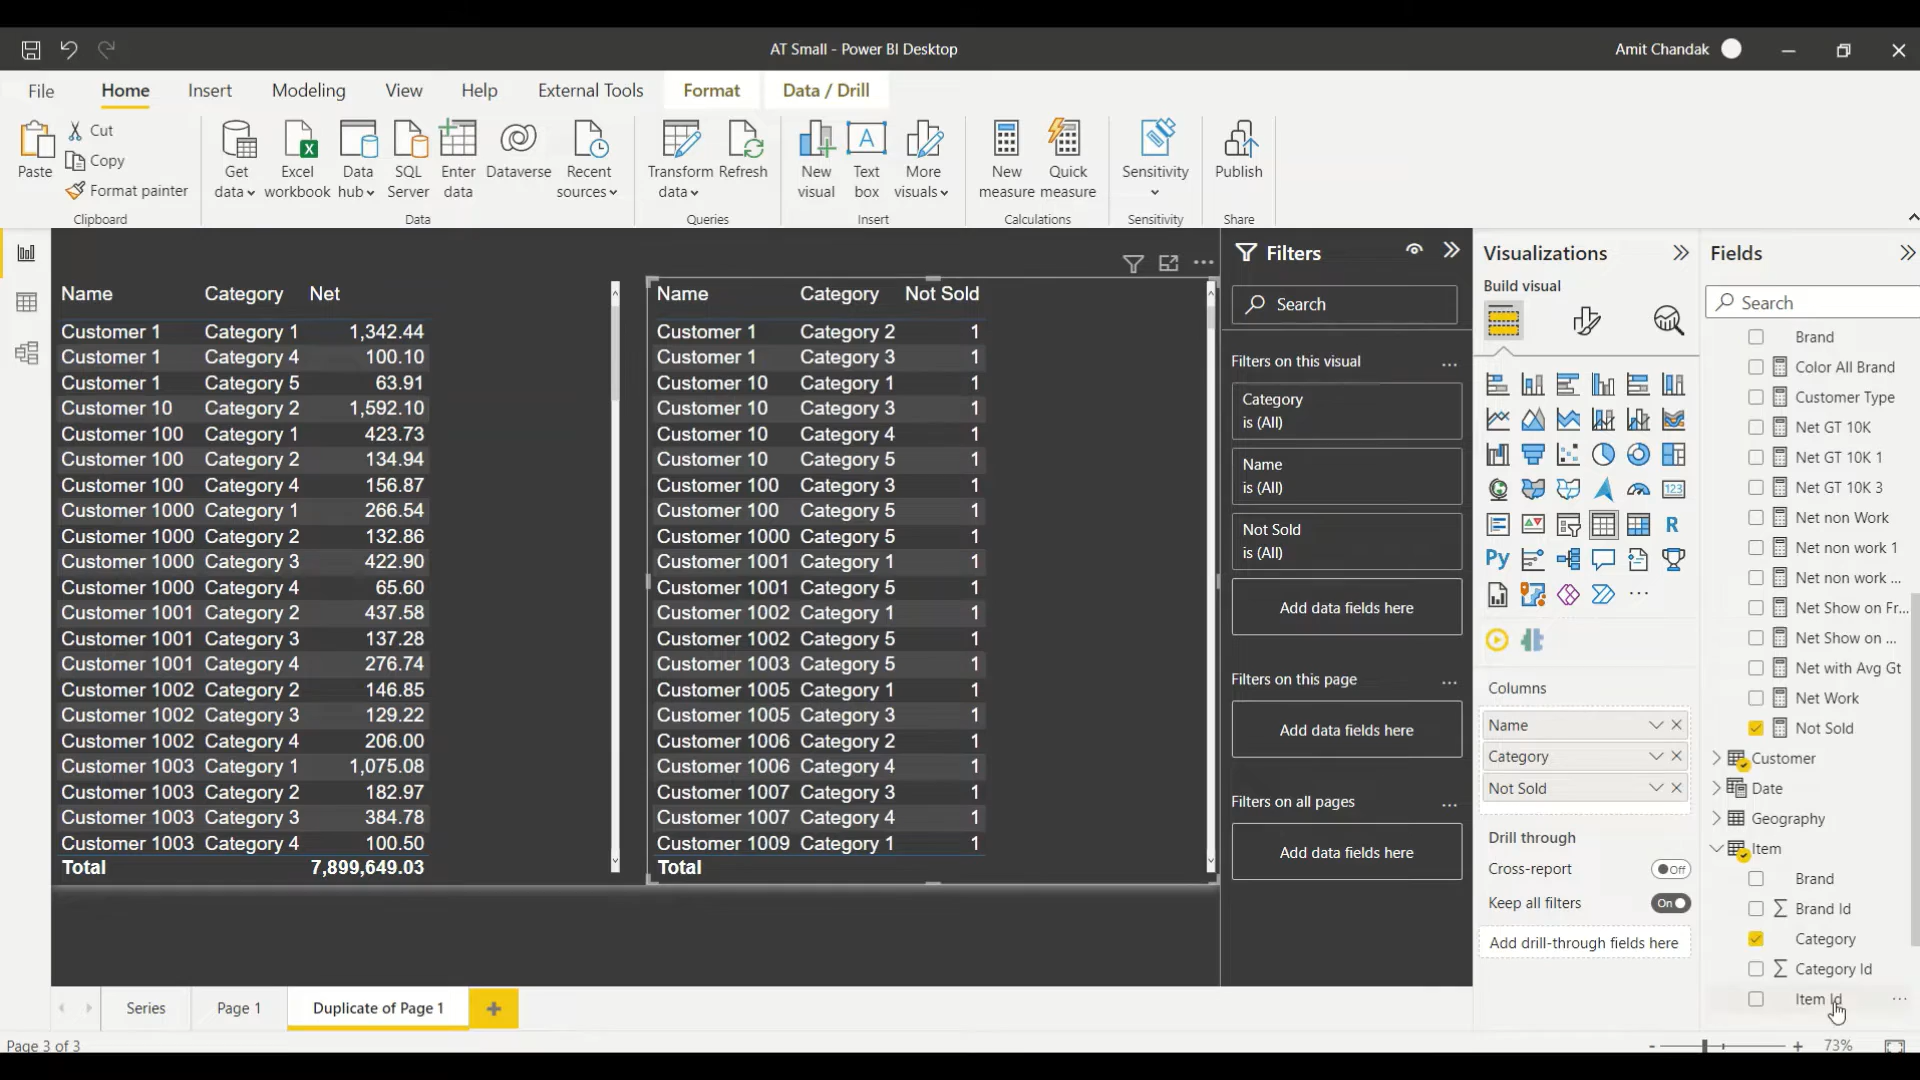 AT Small - Power BI Desktop
Amit Chandak
File Home Insert Modeling View Help External Tools Format Data / Drill
Paste
Cut
Copy
Format painter
Clipboard
Get data
Excel workbook
Data hub
SQL Server
Enter data
Dataverse
Recent sources
Data
Transform data
Refresh
Queries
New visual
Text box
More visuals
Insert
New measure
Quick measure
Calculations
Sensitivity
Sensitivity
Publish
Share
Name Category Net
Customer 1 Category 1 1,342.44
Customer 1 Category 4 100.10
Customer 1 Category 5 63.91
Customer 10 Category 2 1,592.10
Customer 100 Category 1 423.73
Customer 100 Category 2 134.94
Customer 100 Category 4 156.87
Customer 1000 Category 1 266.54
Customer 1000 Category 2 132.86
Customer 1000 Category 3 422.90
Customer 1000 Category 4 65.60
Customer 1001 Category 2 437.58
Customer 1001 Category 3 137.28
Customer 1001 Category 4 276.74
Customer 1002 Category 2 146.85
Customer 1002 Category 3 129.22
Customer 1002 Category 4 206.00
Customer 1003 Category 1 1,075.08
Customer 1003 Category 2 182.97
Customer 1003 Category 3 384.78
Customer 1003 Category 4 100.50
Total 7,899,649.03
Name Category Not Sold
Customer 1 Category 2 1
Customer 1 Category 3 1
Customer 10 Category 1 1
Customer 10 Category 3 1
Customer 10 Category 4 1
Customer 10 Category 5 1
Customer 100 Category 3 1
Customer 100 Category 5 1
Customer 1000 Category 5 1
Customer 1001 Category 1 1
Customer 1001 Category 5 1
Customer 1002 Category 1 1
Customer 1002 Category 5 1
Customer 1003 Category 5 1
Customer 1005 Category 1 1
Customer 1005 Category 3 1
Customer 1006 Category 2 1
Customer 1006 Category 4 1
Customer 1007 Category 3 1
Customer 1007 Category 4 1
Customer 1009 Category 1 1
Total
Filters
Search
Filters on this visual ...
Category
is (All)
Name
is (All)
Not Sold
is (All)
Add data fields here
Filters on this page ...
Add data fields here
Filters on all pages ...
Add data fields here
Visualizations
Build visual
123
R
Py
...
Columns
Name
Category
Not Sold
Drill through
Cross-report Off
Keep all filters On
Add drill-through fields here
Fields
Search
Brand
Color All Brand
Customer Type
Net GT 10K
Net GT 10K 1
Net GT 10K 3
Net non Work
Net non work 1
Net non work ...
Net Show on Fr...
Net Show on ...
Net with Avg Gt
Net Work
Not Sold
Customer
Date
Geography
Item
Brand
Brand Id
Category
Category Id
Item Id ...
Series Page 1 Duplicate of Page 1 +
Page 3 of 3
- + 73%